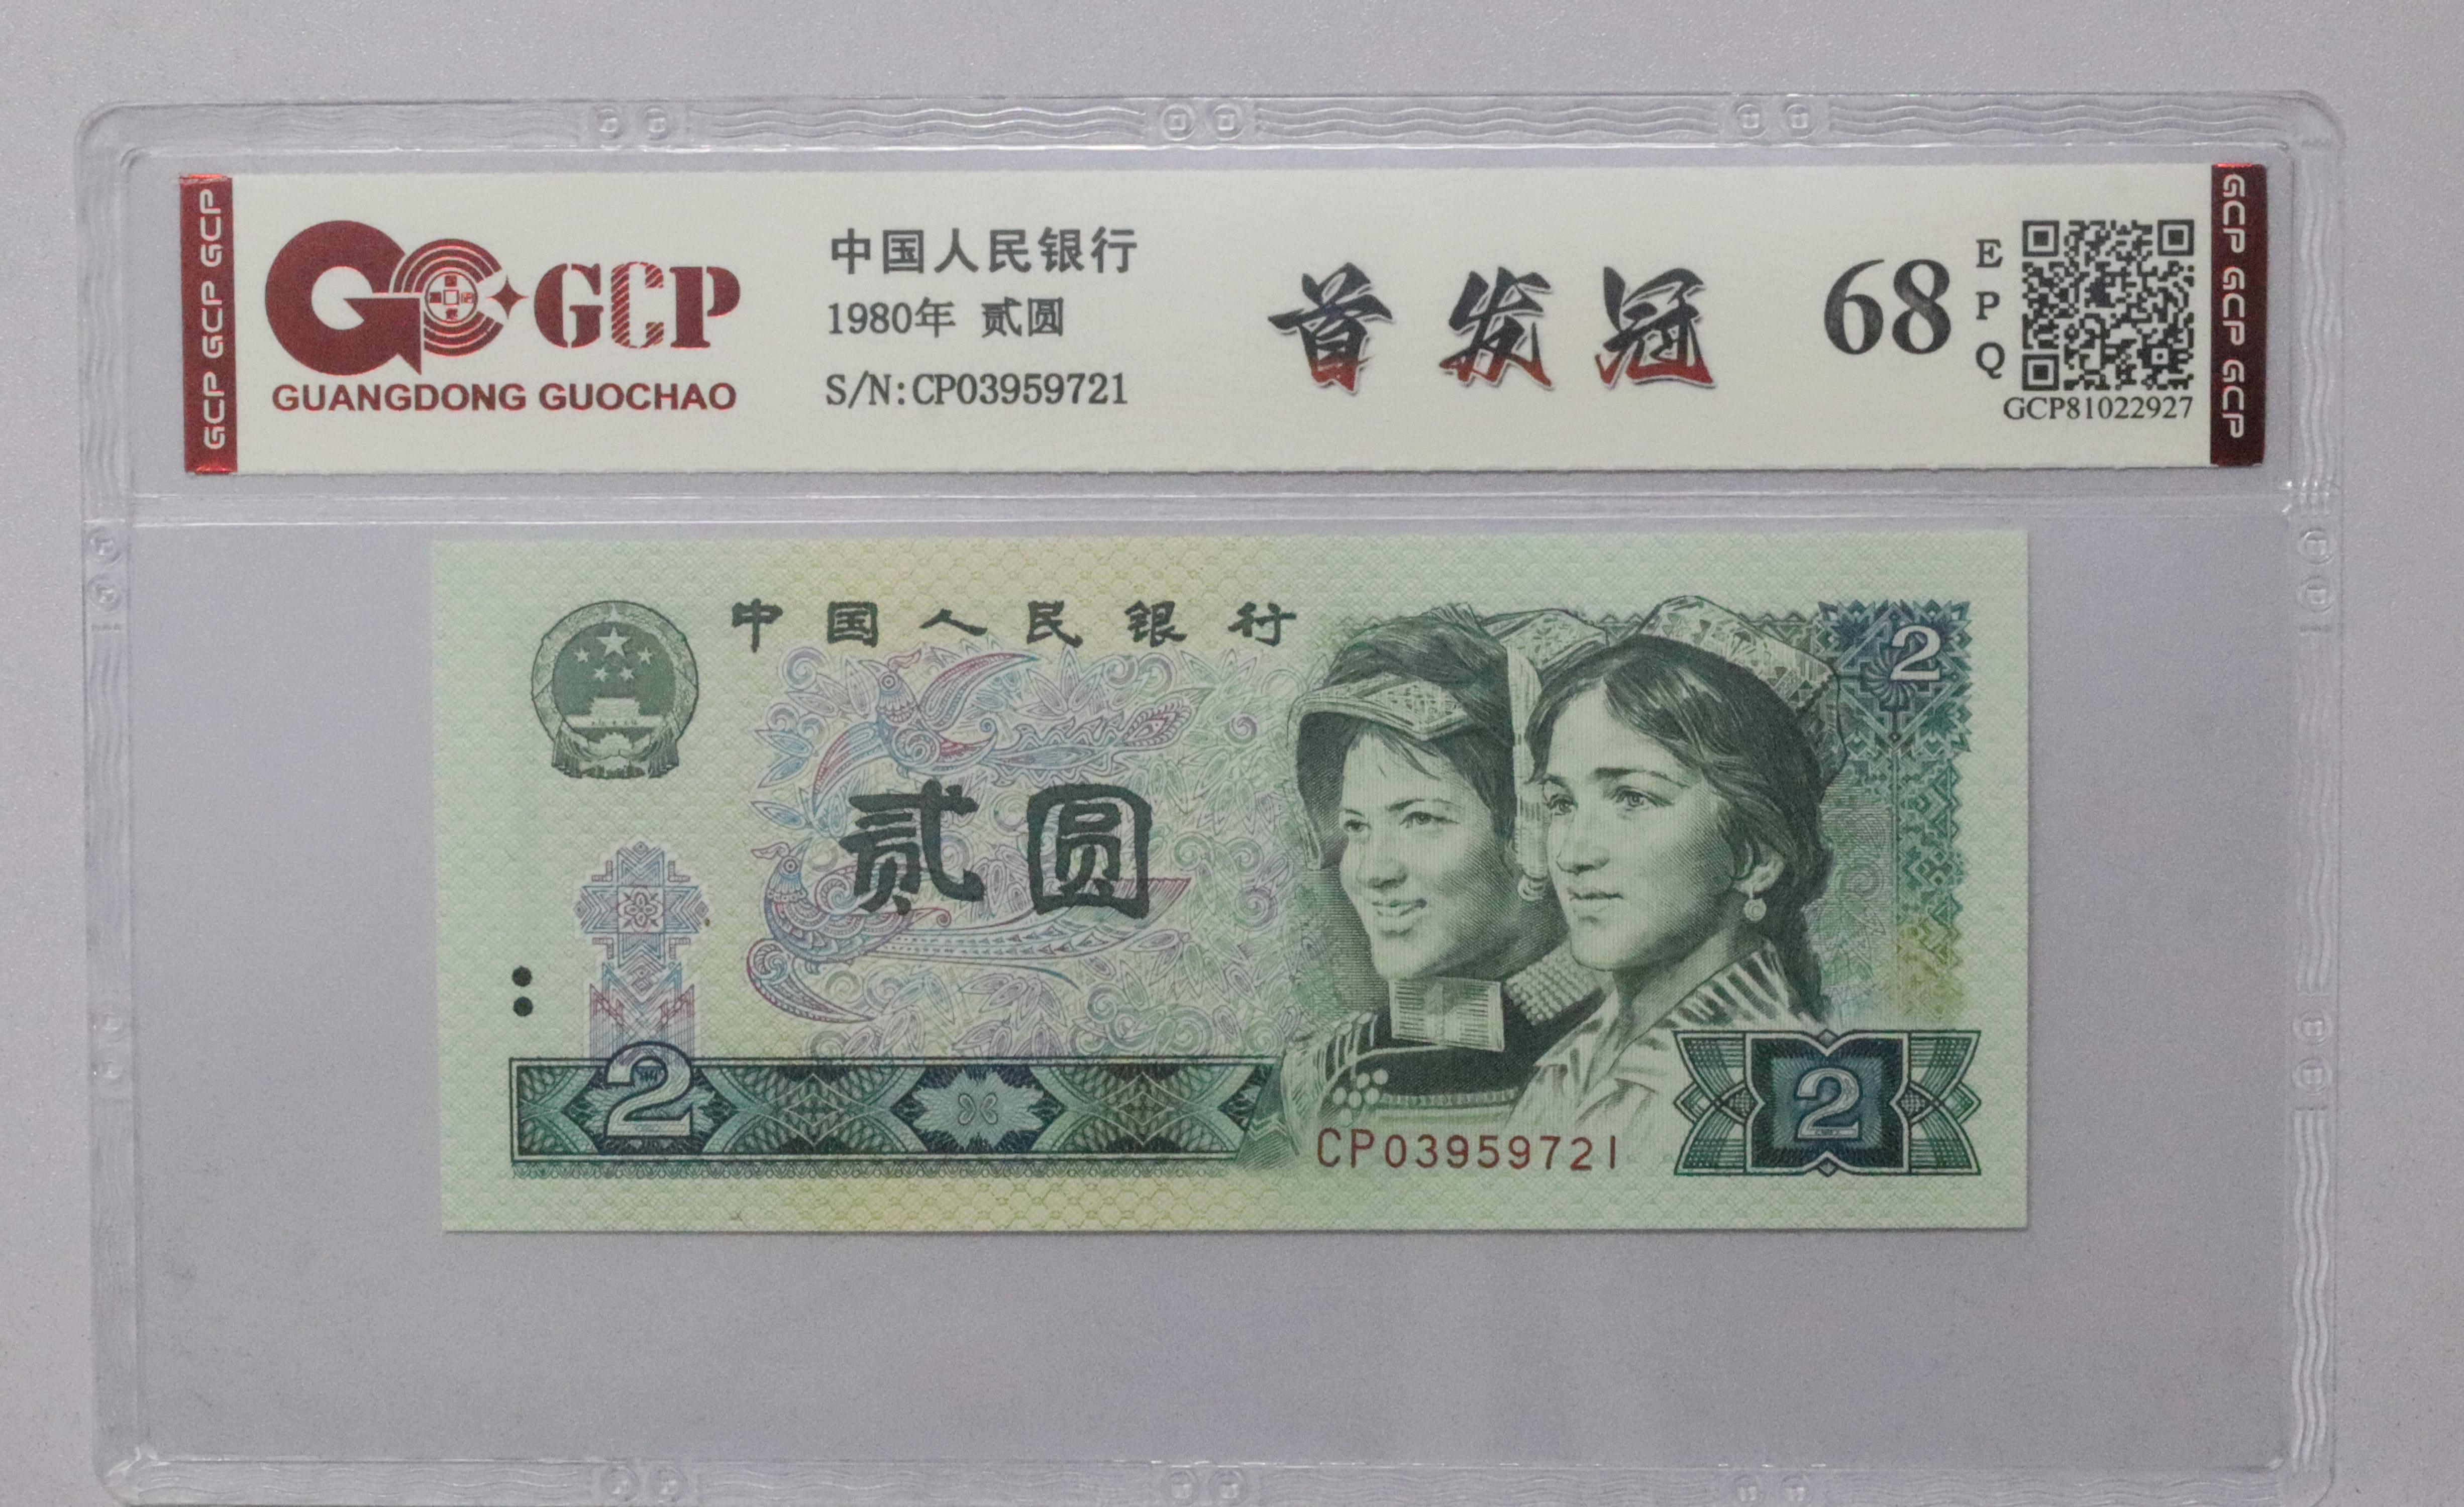 GCP GCP GCP
GCP
GUANGDONG GUOCHAO
中国人民银行
1980年 贰圆
S/N:CP03959721
首发冠
68
EPQ
GCP81022927
GCP GCP GCP
中国人民银行
2
贰圆
2
CP03959721
2